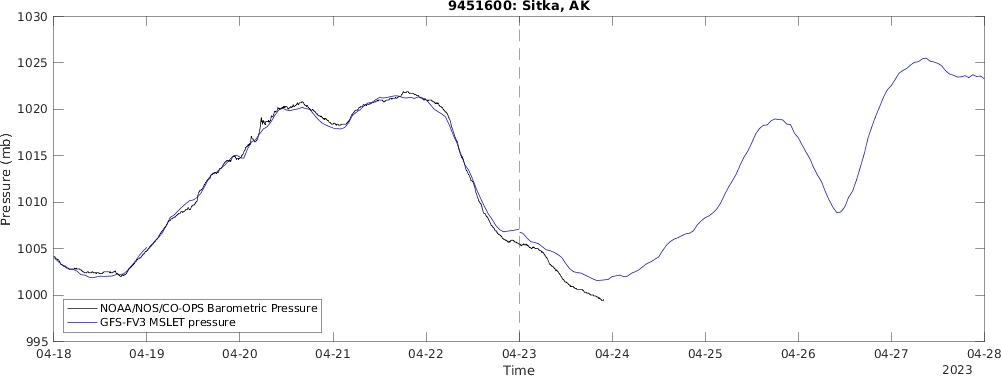 9451600: Sitka, AK
1030
1025
1020
1015
1010
1005
1000
995
Pressure (mb)
NOAA/NOS/CO-OPS Barometric Pressure
GFS-FV3 MSLET pressure
04-18 04-19 04-20 04-21 04-22 04-23 04-24 04-25 04-26 04-27 04-28
Time
2023